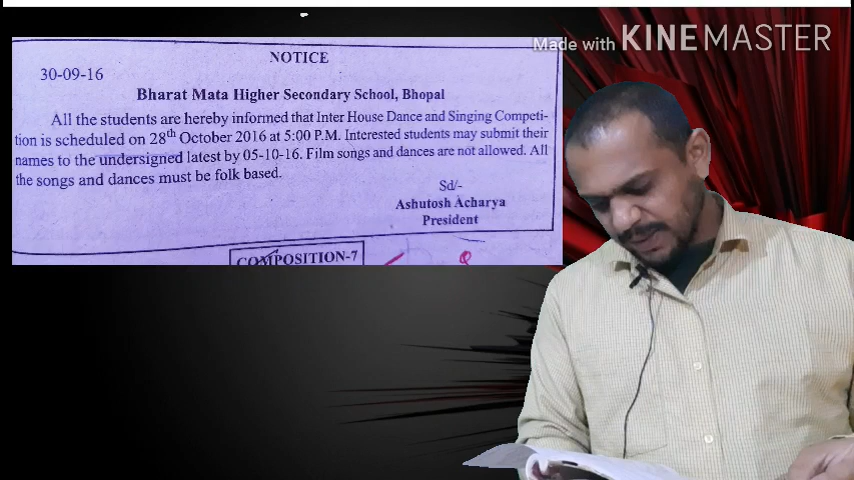 Made with KINEMASTER
NOTICE
30-09-16
Bharat Mata Higher Secondary School, Bhopal
All the students are hereby informed that Inter House Dance and Singing Competi-
tion is scheduled on 28th October 2016 at 5:00 P.M. Interested students may submit their
names to the undersigned latest by 05-10-16. Film songs and dances are not allowed. All
the songs and dances must be folk based.
Sd/-
Ashutosh Acharya
President
COMPOSITION-7